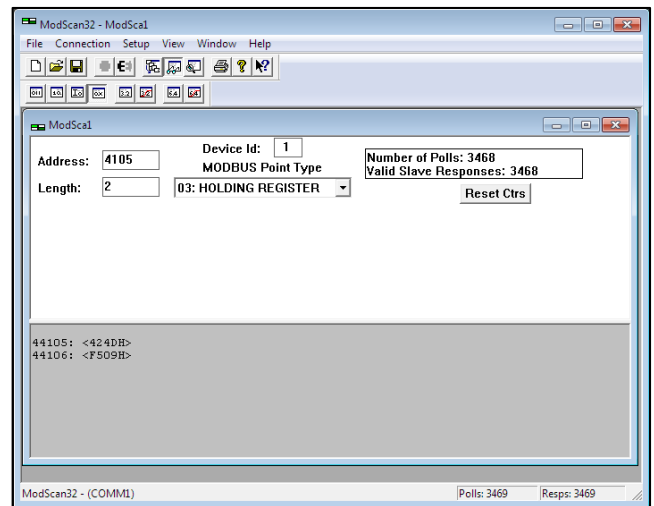 ModScan32 - ModSca1
File Connection Setup View Window Help
ModSca1
Device Id: 1
Address: 4105
MODBUS Point Type
Number of Polls: 3468
Valid Slave Responses: 3468
Length: 2
03: HOLDING REGISTER
Reset Ctrs
44105: <424DH>
44106: <F509H>
ModScan32 - (COMM1)
Polls: 3469
Resps: 3469